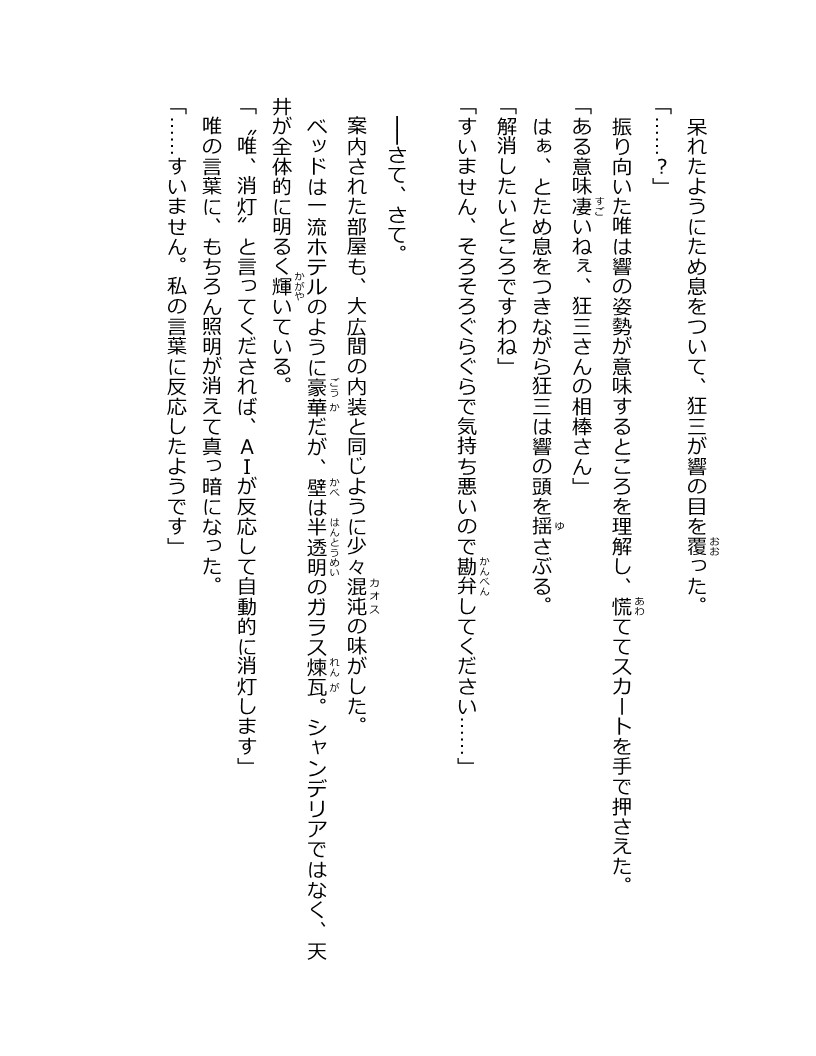 呆れたようにため息をついて、狂三が響の目を覆った。
「……？」
振り向いた唯は響の姿勢が意味するところを理解し、慌ててスカートを手で押さえた。
「ある意味凄いねぇ、狂三さんの相棒さん」
はぁ、とため息をつきながら狂三は響の頭を揺さぶる。
「解消したいところですわね」
「すいません、そろそろぐらぐらで気持ち悪いので勘弁してください……」
――さて、さて。
案内された部屋も、大広間の内装と同じように少々混沌の味がした。
ベッドは一流ホテルのように豪華だが、壁は半透明のガラス煉瓦。シャンデリアではなく、天
井が全体的に明るく輝いている。
「〝唯、消灯〟と言ってくだされば、ＡＩが反応して自動的に消灯します」
唯の言葉に、もちろん照明が消えて真っ暗になった。
「……すいません。私の言葉に反応したようです」